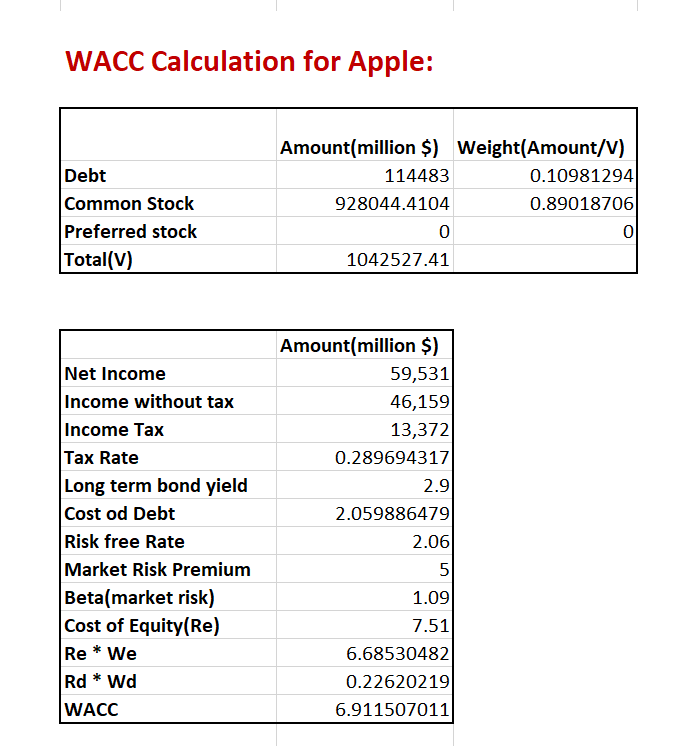 WACC Calculation for Apple:
Amount(million $) Weight(Amount/V)
Debt 114483 0.10981294
Common Stock 928044.4104 0.89018706
Preferred stock 0 0
Total(V) 1042527.41
Amount(million $)
Net Income 59,531
Income without tax 46,159
Income Tax 13,372
Tax Rate 0.289694317
Long term bond yield 2.9
Cost od Debt 2.059886479
Risk free Rate 2.06
Market Risk Premium 5
Beta(market risk) 1.09
Cost of Equity(Re) 7.51
Re * We 6.68530482
Rd * Wd 0.22620219
WACC 6.911507011